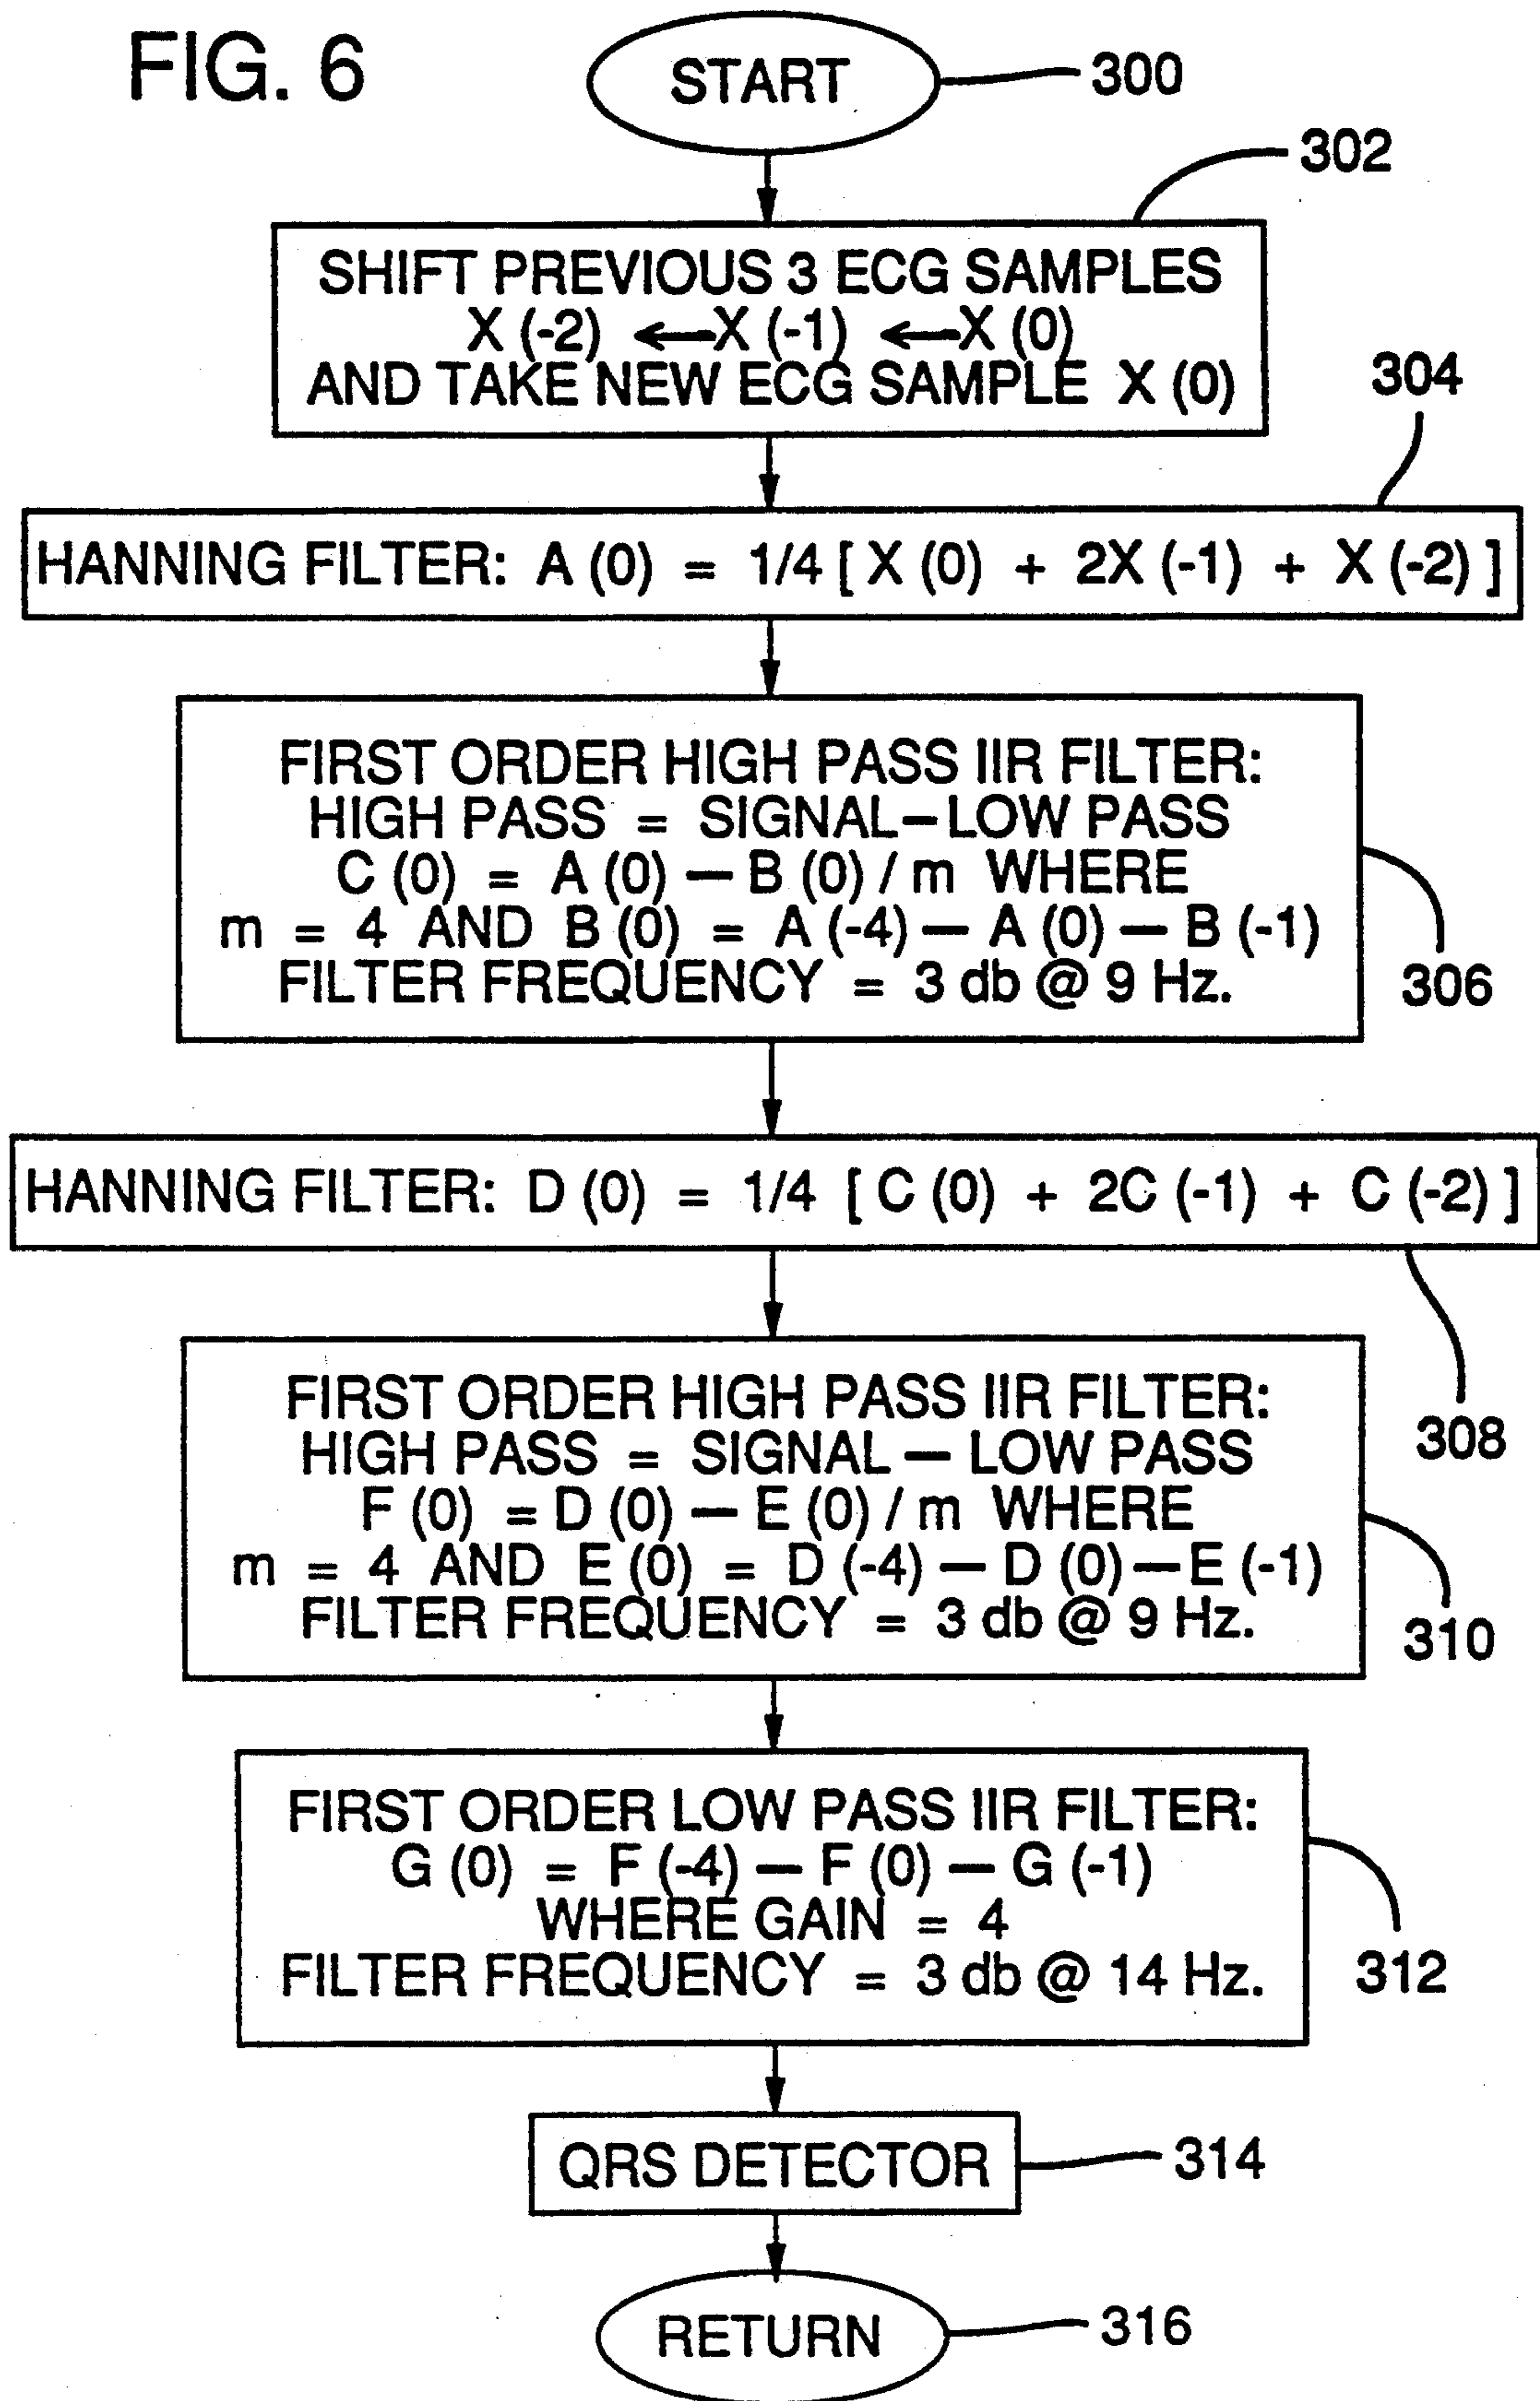 FIG. 6
START
300
302
SHIFT PREVIOUS 3 ECG SAMPLES
X (-2) ← X (-1) ← X (0)
AND TAKE NEW ECG SAMPLE X (0)
304
HANNING FILTER: A (0) = 1/4 [ X (0) + 2X (-1) + X (-2) ]
FIRST ORDER HIGH PASS IIR FILTER:
HIGH PASS = SIGNAL — LOW PASS
C (0) = A (0) — B (0) / m WHERE
m = 4 AND B (0) = A (-4) — A (0) — B (-1)
FILTER FREQUENCY = 3 db @ 9 Hz.
306
HANNING FILTER: D (0) = 1/4 [ C (0) + 2C (-1) + C (-2) ]
308
FIRST ORDER HIGH PASS IIR FILTER:
HIGH PASS = SIGNAL — LOW PASS
F (0) = D (0) — E (0) / m WHERE
m = 4 AND E (0) = D (-4) — D (0) — E (-1)
FILTER FREQUENCY = 3 db @ 9 Hz.
310
FIRST ORDER LOW PASS IIR FILTER:
G (0) = F (-4) — F (0) — G (-1)
WHERE GAIN = 4
FILTER FREQUENCY = 3 db @ 14 Hz.
312
QRS DETECTOR
314
RETURN
316